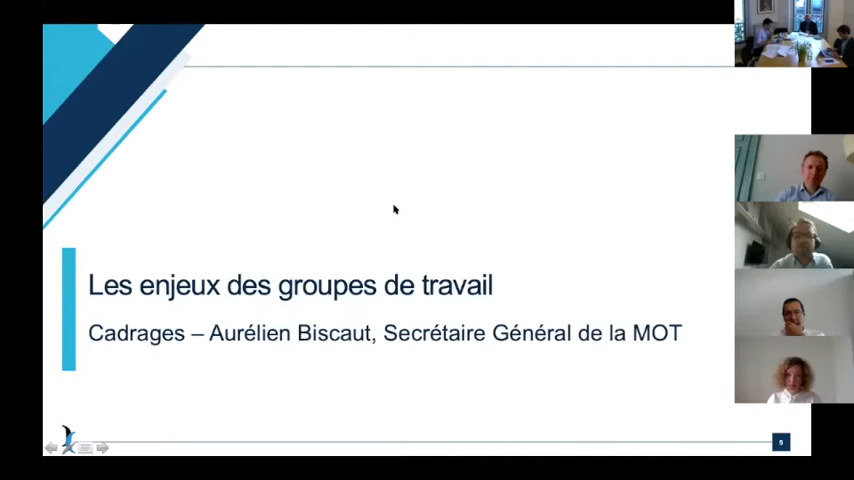 Les enjeux des groupes de travail
Cadrages – Aurélien Biscaut, Secrétaire Général de la MOT
5